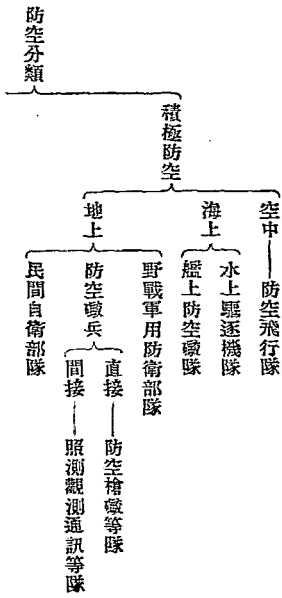 防空分類
積極防空
空中——防空飛行隊
海上
水上驅逐機隊
艦上防空礮隊
地上
野戰軍用防衛部隊
防空礮兵
直接——防空槍礮等隊
間接——照測觀測通訊等隊
民間自衛部隊